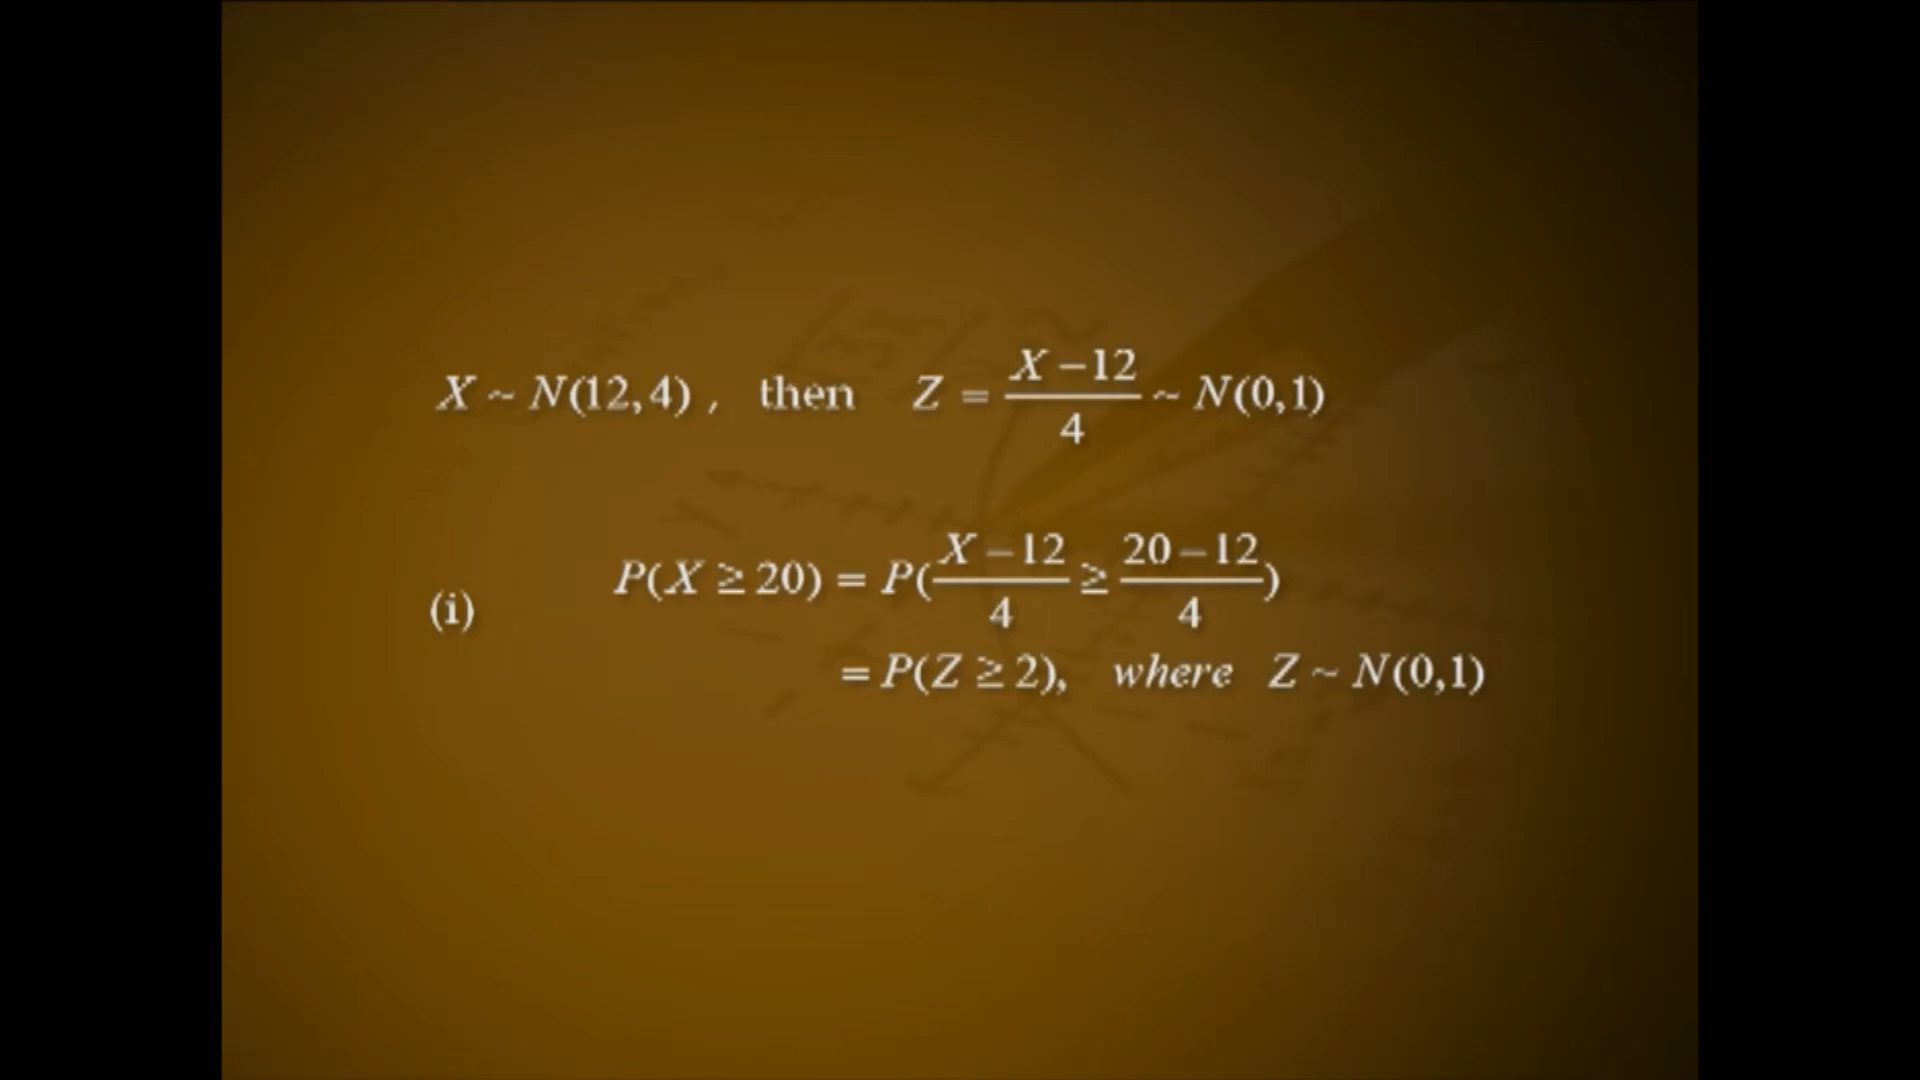 X ~ N(12,4) , then Z = (X −12)/4 ~ N(0,1)
(i) P(X ≥ 20) = P((X −12)/4 ≥ (20 −12)/4)
= P(Z ≥ 2), where Z ~ N(0,1)